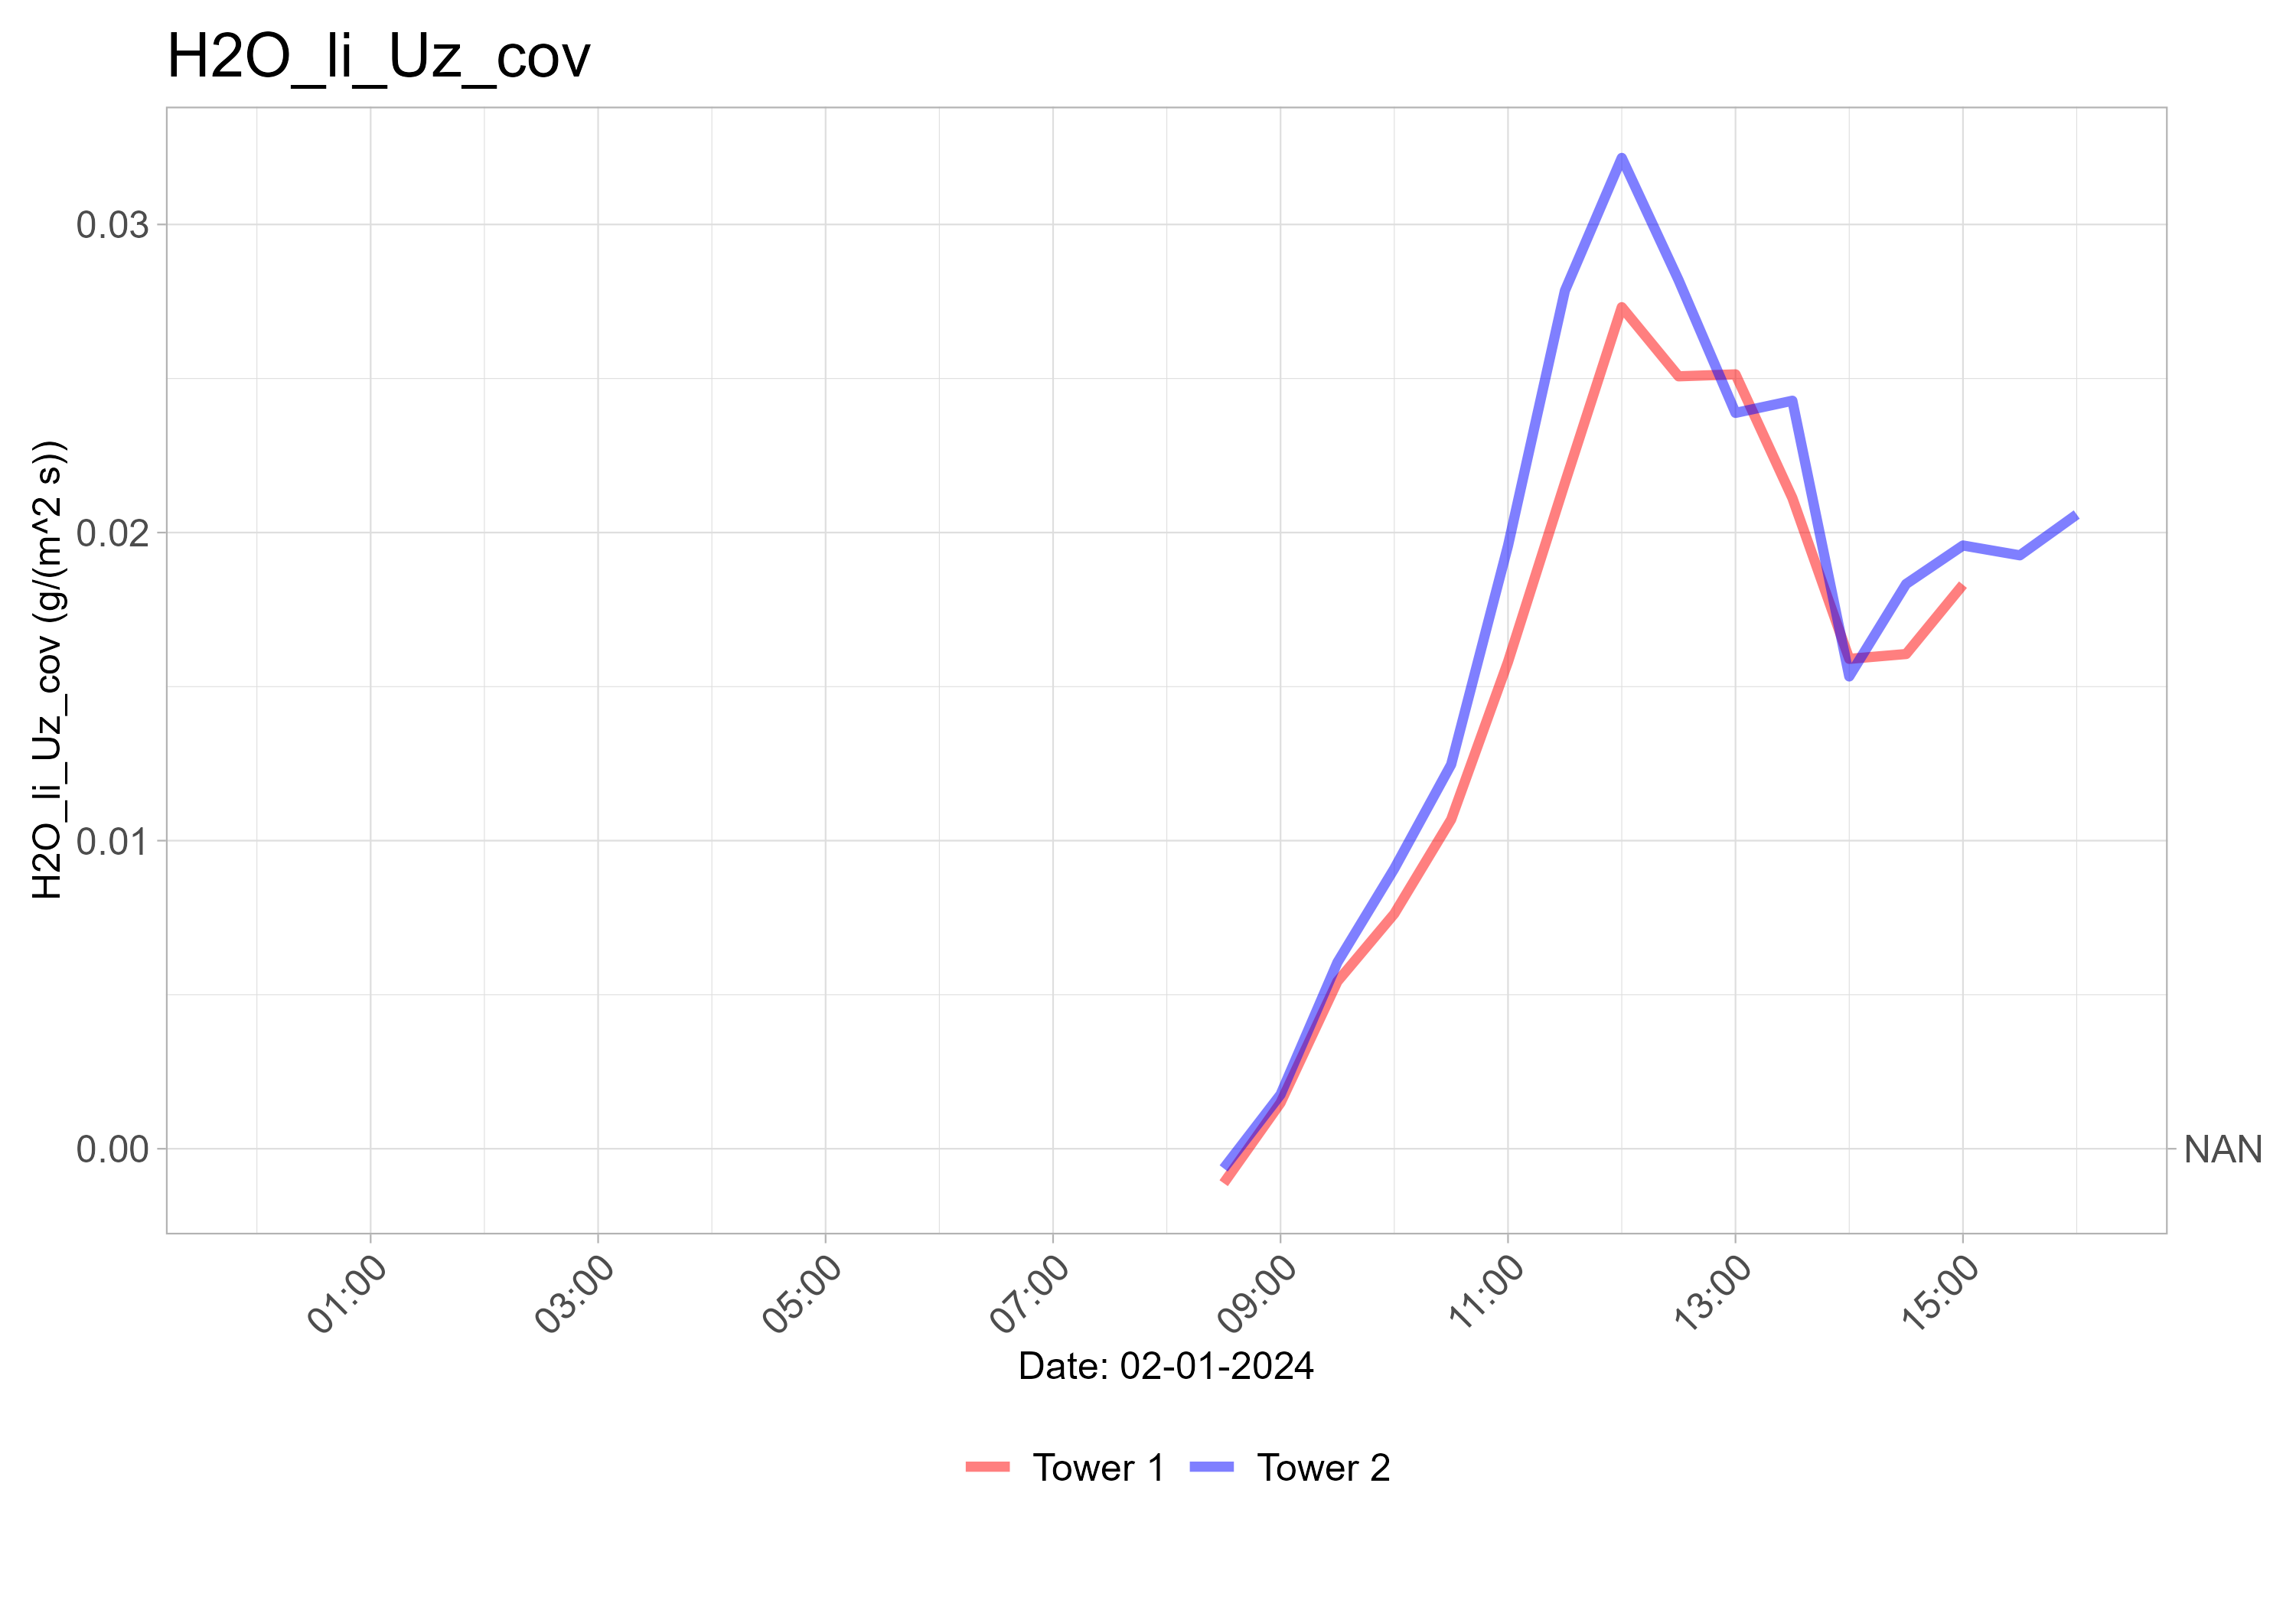 H2O_li_Uz_cov
H2O_li_Uz_cov (g/(m^2 s))
0.03
0.02
0.01
0.00
NAN
01:00
03:00
05:00
07:00
09:00
11:00
13:00
15:00
Date: 02-01-2024
Tower 1
Tower 2